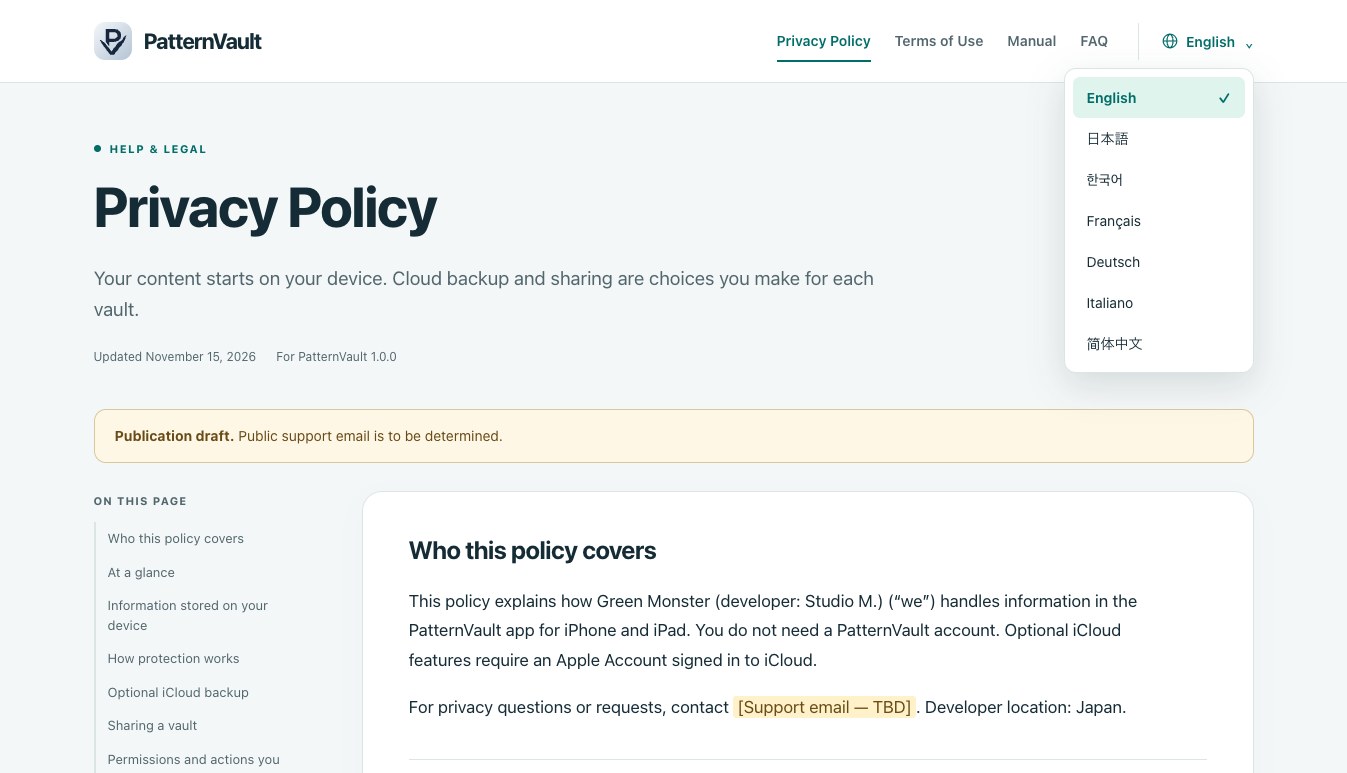 PatternVault
Privacy Policy
Terms of Use
Manual
FAQ
English
English
日本語
한국어
Français
Deutsch
Italiano
简体中文
HELP & LEGAL
Privacy Policy
Your content starts on your device. Cloud backup and sharing are choices you make for each
vault.
Updated November 15, 2026
For PatternVault 1.0.0
Publication draft. Public support email is to be determined.
ON THIS PAGE
Who this policy covers
At a glance
Information stored on your
device
How protection works
Optional iCloud backup
Sharing a vault
Permissions and actions you
Who this policy covers
This policy explains how Green Monster (developer: Studio M.) (“we”) handles information in the
PatternVault app for iPhone and iPad. You do not need a PatternVault account. Optional iCloud
features require an Apple Account signed in to iCloud.
For privacy questions or requests, contact [Support email — TBD]. Developer location: Japan.